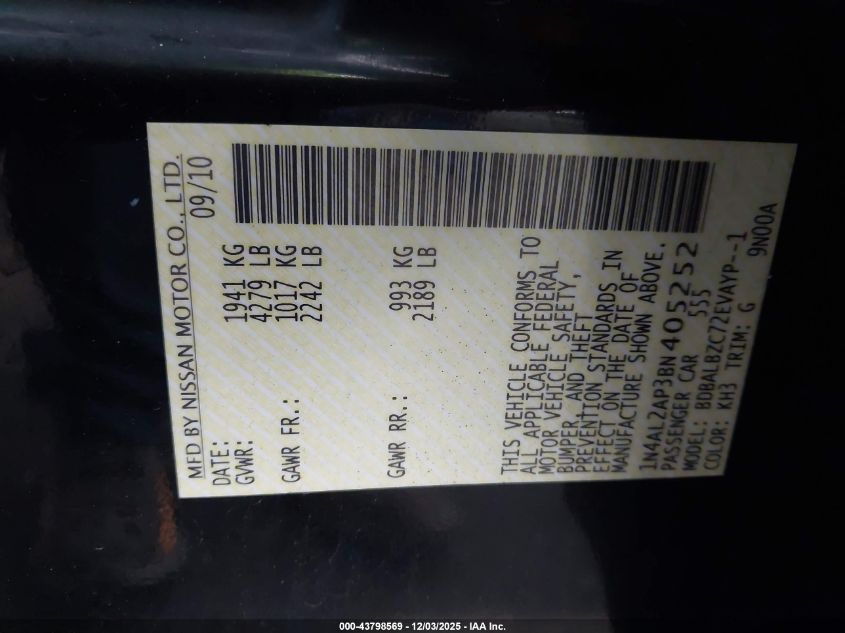 MFD BY NISSAN MOTOR CO., LTD.
DATE: 09/10
GVWR: 1941 KG
4279 LB
GAWR FR.: 1017 KG
2242 LB
GAWR RR.: 993 KG
2189 LB
THIS VEHICLE CONFORMS TO
ALL APPLICABLE FEDERAL
MOTOR VEHICLE SAFETY,
BUMPER, AND THEFT
PREVENTION STANDARDS IN
EFFECT ON THE DATE OF
MANUFACTURE SHOWN ABOVE.
1N4AL2AP3BN405252
PASSENGER CAR 555
MODEL: BDBALBZC72EVAYP--1
COLOR: KH3 TRIM: G 9N00A
000-43798569 - 12/03/2025 - IAA Inc.